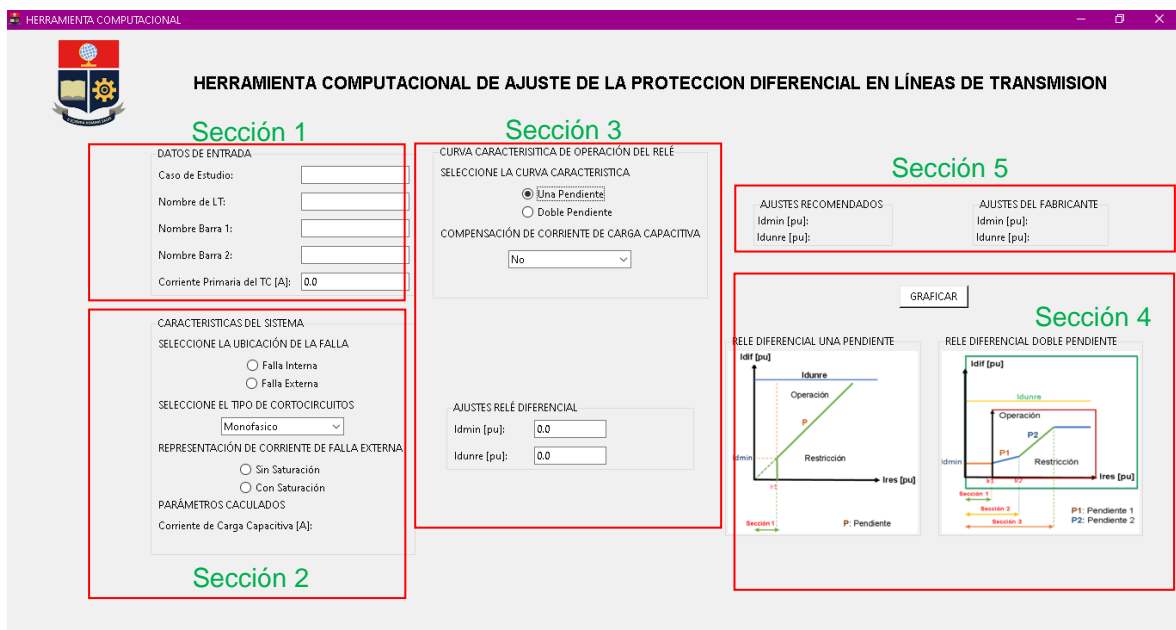 HERRAMIENTA COMPUTACIONAL
HERRAMIENTA COMPUTACIONAL DE AJUSTE DE LA PROTECCION DIFERENCIAL EN LÍNEAS DE TRANSMISION
Sección 1
DATOS DE ENTRADA
Caso de Estudio:
Nombre de LT:
Nombre Barra 1:
Nombre Barra 2:
Corriente Primaria del TC [A]: 0.0
CARACTERISTICAS DEL SISTEMA
SELECCIONE LA UBICACIÓN DE LA FALLA
Falla Interna
Falla Externa
SELECCIONE EL TIPO DE CORTOCIRCUITOS
Monofasico
REPRESENTACIÓN DE CORRIENTE DE FALLA EXTERNA
Sin Saturación
Con Saturación
PARÁMETROS CACULADOS
Corriente de Carga Capacitiva [A]:
Sección 2
Sección 3
CURVA CARACTERISITICA DE OPERACIÓN DEL RELÉ
SELECCIONE LA CURVA CARACTERISTICA
Una Pendiente
Doble Pendiente
COMPENSACIÓN DE CORRIENTE DE CARGA CAPACITIVA
No
AJUSTES RELÉ DIFERENCIAL
Idmin [pu]: 0.0
Idunre [pu]: 0.0
Sección 5
AJUSTES RECOMENDADOS
Idmin [pu]:
Idunre [pu]:
AJUSTES DEL FABRICANTE
Idmin [pu]:
Idunre [pu]:
GRAFICAR
Sección 4
RELE DIFERENCIAL UNA PENDIENTE
Idif [pu]
Idunre
Operación
P
Idmin
Restricción
Ires [pu]
Sección 1
P: Pendiente
RELE DIFERENCIAL DOBLE PENDIENTE
Idif [pu]
Idunre
Operación
P2
P1
Idmin
Restricción
Ires [pu]
Sección 1
Sección 2
Sección 3
P1: Pendiente 1
P2: Pendiente 2